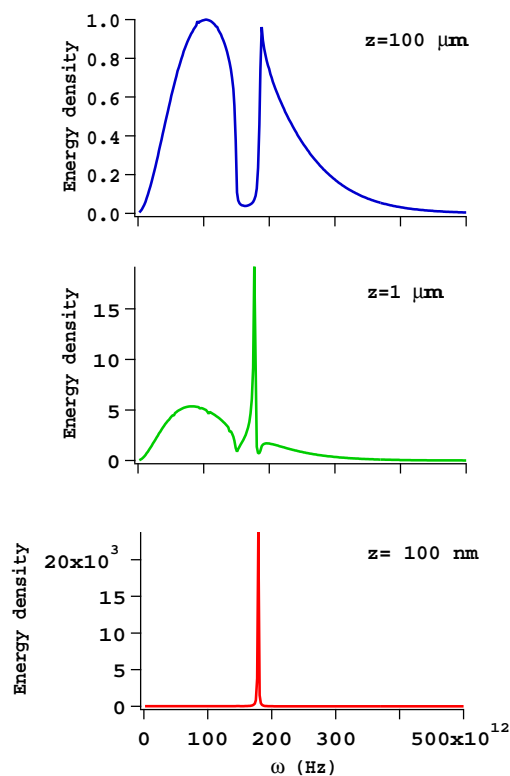 z=100 μm
Energy density
1.0
0.8
0.6
0.4
0.2
0.0
z=1 μm
Energy density
15
10
5
0
z= 100 nm
Energy density
20x10³
15
10
5
0
0 100 200 300 500x10¹²
ω (Hz)